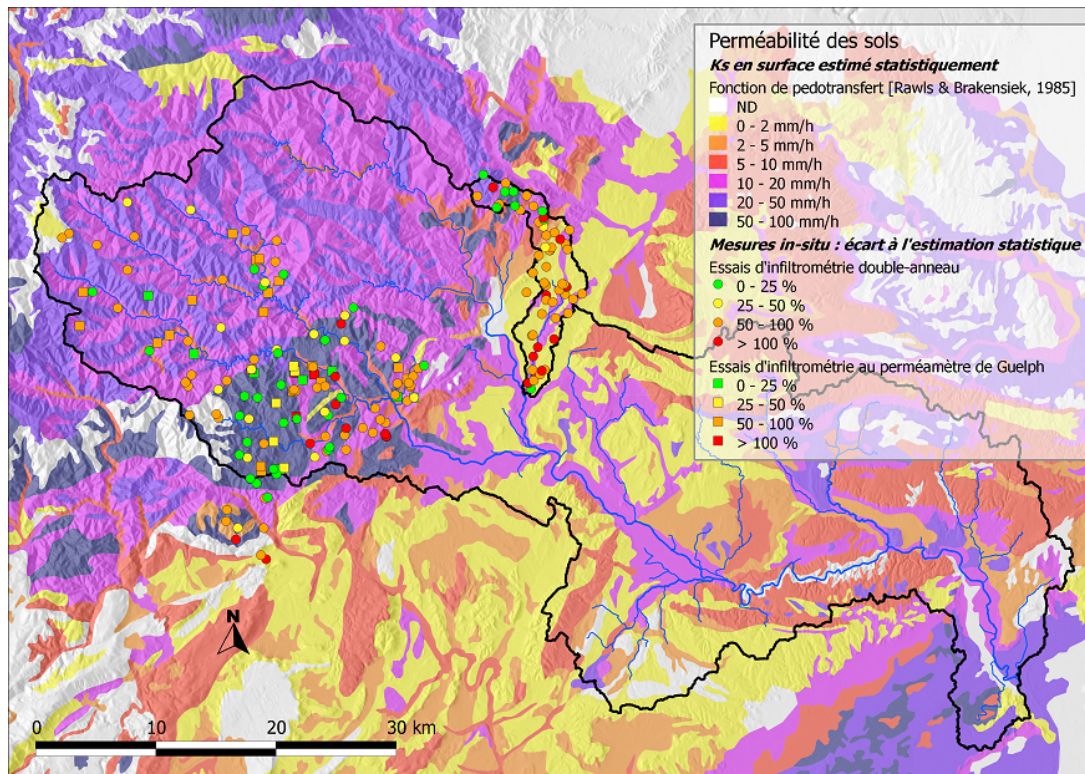 Perméabilité des sols
Ks en surface estimé statistiquement
Fonction de pedotransfert [Rawls & Brakensiek, 1985]
ND
0 - 2 mm/h
2 - 5 mm/h
5 - 10 mm/h
10 - 20 mm/h
20 - 50 mm/h
50 - 100 mm/h
Mesures in-situ : écart à l'estimation statistique
Essais d'infiltrométrie double-anneau
0 - 25 %
25 - 50 %
50 - 100 %
> 100 %
Essais d'infiltrométrie au perméamètre de Guelph
0 - 25 %
25 - 50 %
50 - 100 %
> 100 %
N
0 10 20 30 km